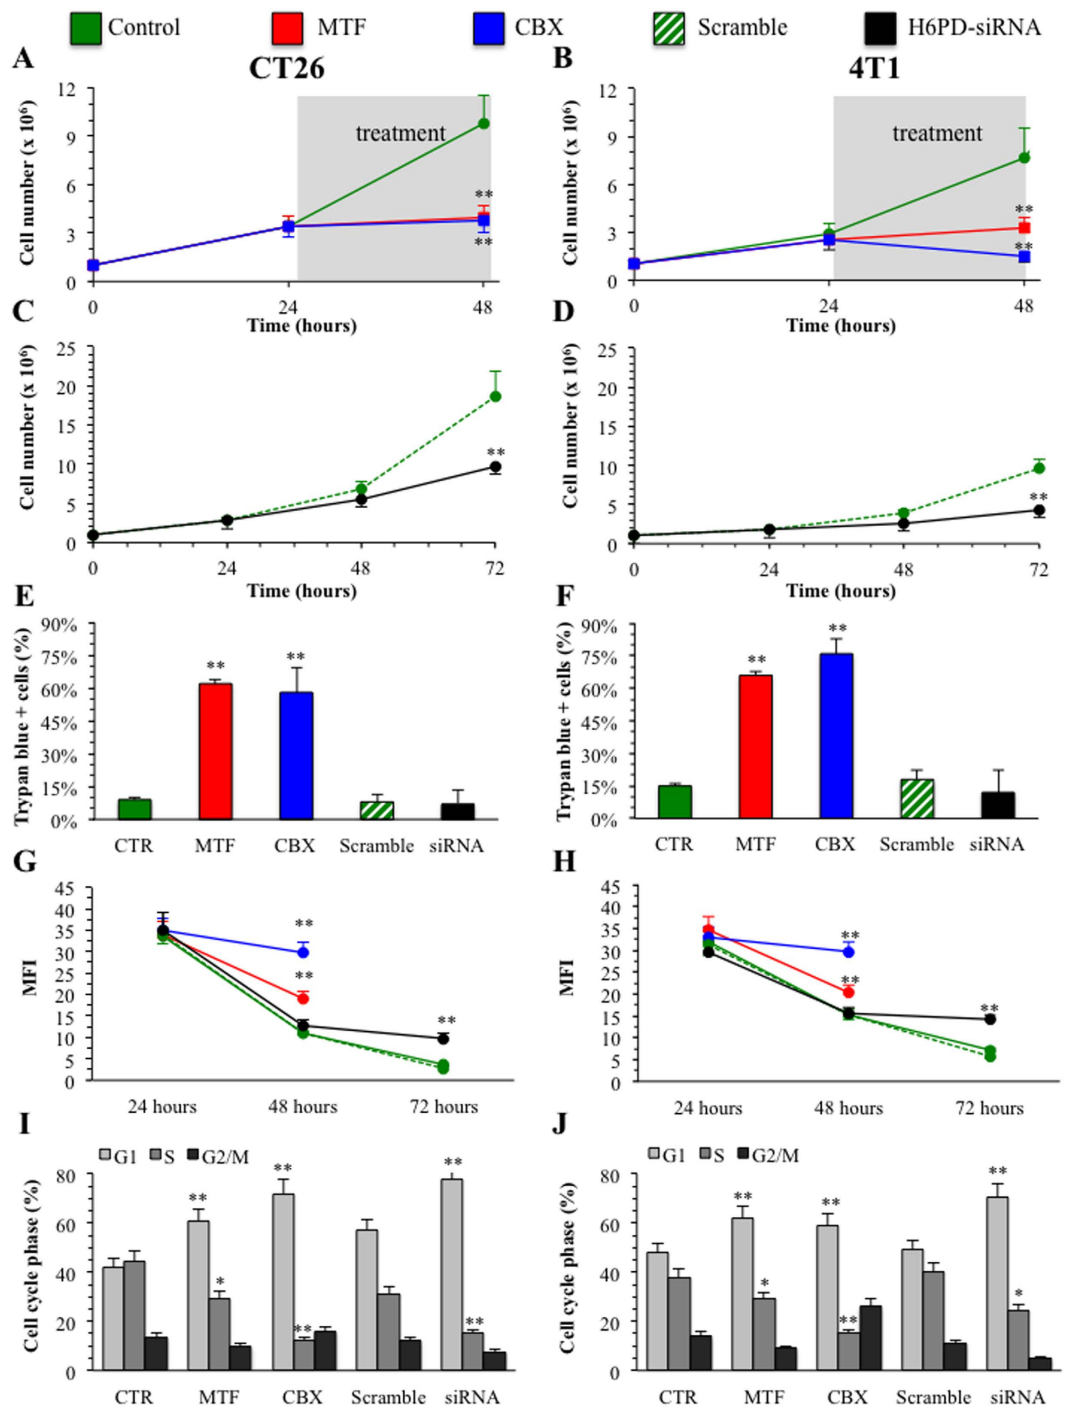 Control MTF CBX Scramble H6PD-siRNA
A CT26 B 4T1
Cell number (x 10⁶)
12
9
6
3
0
treatment
**
**
0 24 48
Time (hours)
Cell number (x 10⁶)
12
9
6
3
0
treatment
**
**
0 24 48
Time (hours)
C
Cell number (x 10⁶)
25
20
15
10
5
0
**
0 24 48 72
Time (hours)
D
Cell number (x 10⁶)
25
20
15
10
5
0
**
0 24 48 72
Time (hours)
E
Trypan blue + cells (%)
90%
75%
60%
45%
30%
15%
0%
** **
CTR MTF CBX Scramble siRNA
F
Trypan blue + cells (%)
90%
75%
60%
45%
30%
15%
0%
** **
CTR MTF CBX Scramble siRNA
G
MFI
45
40
35
30
25
20
15
10
5
0
**
**
**
24 hours 48 hours 72 hours
H
MFI
45
40
35
30
25
20
15
10
5
0
**
**
**
24 hours 48 hours 72 hours
I
G1 S G2/M
Cell cycle phase (%)
80
60
40
20
0
** * ** ** ** **
CTR MTF CBX Scramble siRNA
J
G1 S G2/M
Cell cycle phase (%)
80
60
40
20
0
** * ** ** ** *
CTR MTF CBX Scramble siRNA